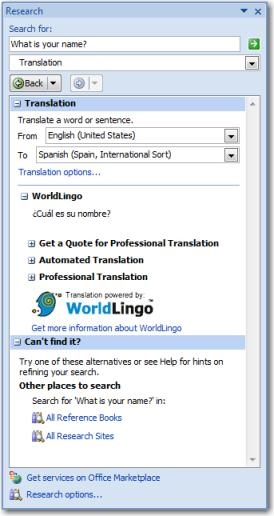 Research
Search for:
What is your name?
Translation
Back
Translation
Translate a word or sentence.
From English (United States)
To Spanish (Spain, International Sort)
Translation options...
WorldLingo
¿Cuál es su nombre?
Get a Quote for Professional Translation
Automated Translation
Professional Translation
Translation powered by:
WorldLingo™
Get more information about WorldLingo
Can't find it?
Try one of these alternatives or see Help for hints on
refining your search.
Other places to search
Search for 'What is your name?' in:
All Reference Books
All Research Sites
Get services on Office Marketplace
Research options...